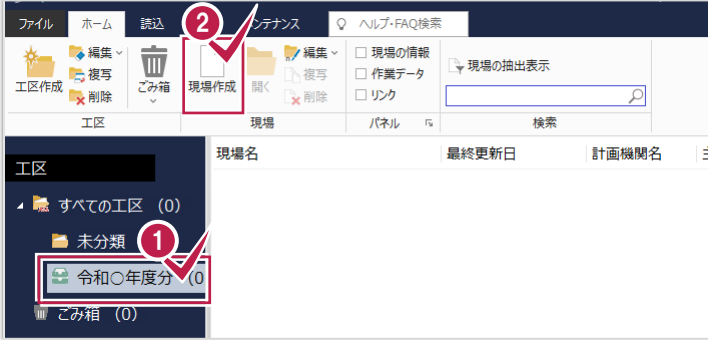 ファイル ホーム 読込 ンテナンス ヘルプ・FAQ検索
2
工区作成
編集
複写
削除
ごみ箱
工区
現場作成
開く
編集
複写
削除
現場
現場の情報
作業データ
リンク
パネル
現場の抽出表示
検索
工区
すべての工区 (0)
未分類
1
令和○年度分 (0
ごみ箱 (0)
現場名 最終更新日 計画機関名